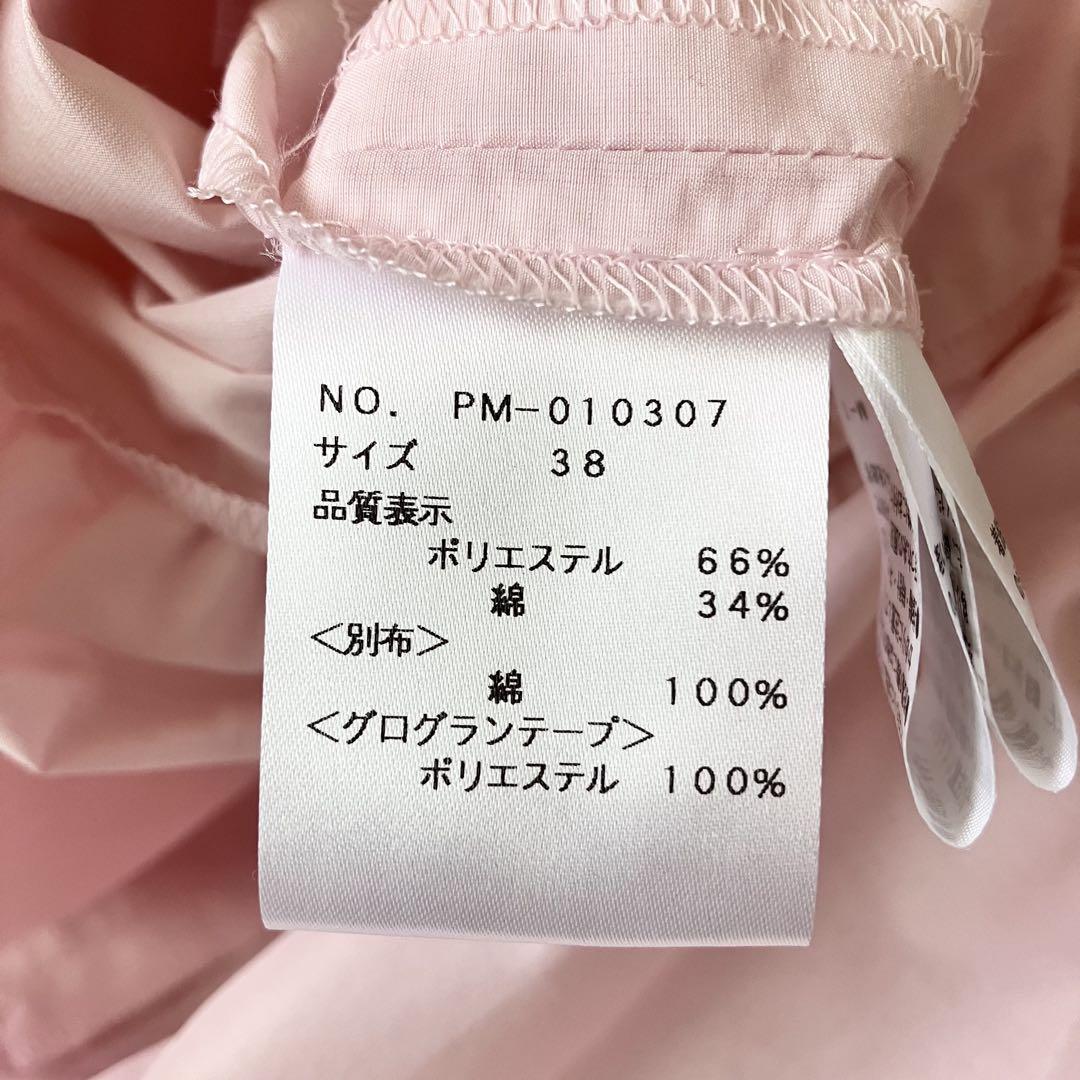 NO. PM-010307
サイズ 38
品質表示
ポリエステル 66%
綿 34%
<別布>
綿 100%
<グログランテープ>
ポリエステル 100%